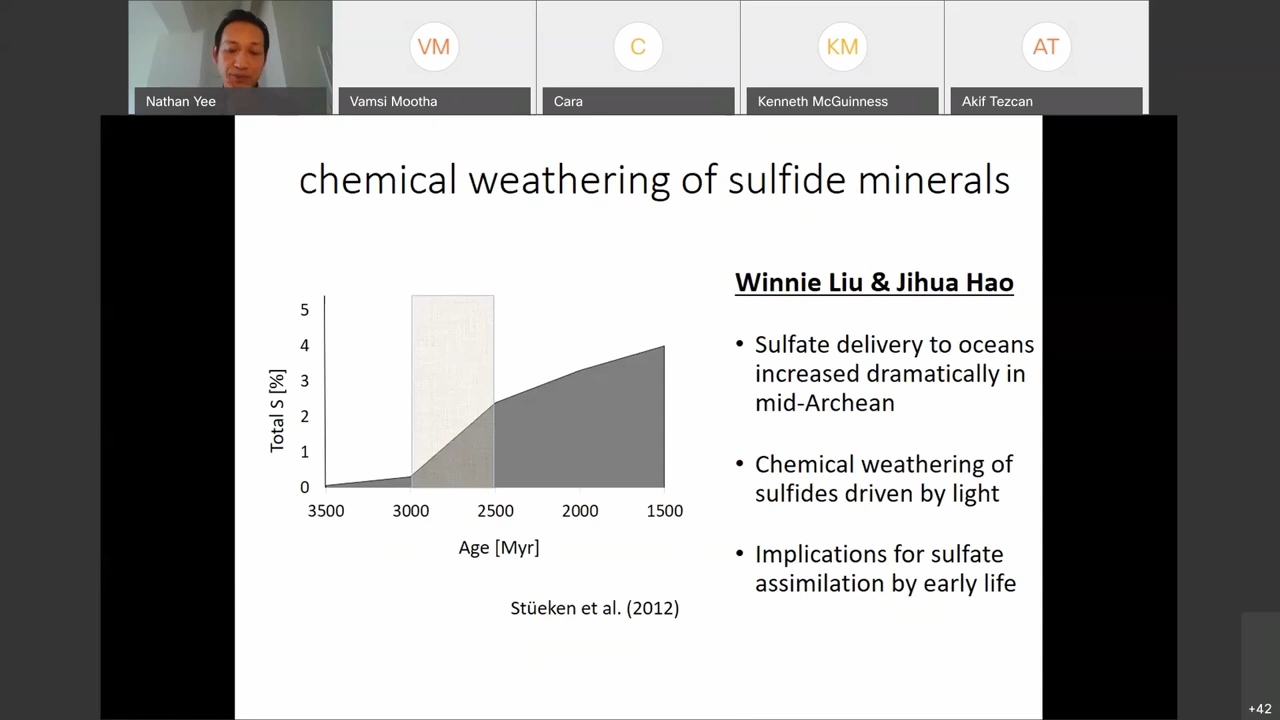 VM
C
KM
AT
Nathan Yee
Vamsi Mootha
Cara
Kenneth McGuinness
Akif Tezcan
chemical weathering of sulfide minerals
Winnie Liu & Jihua Hao
• Sulfate delivery to oceans
increased dramatically in
mid-Archean
• Chemical weathering of
sulfides driven by light
• Implications for sulfate
assimilation by early life
Total S [%]
5
4
3
2
1
0
3500 3000 2500 2000 1500
Age [Myr]
Stüeken et al. (2012)
+42